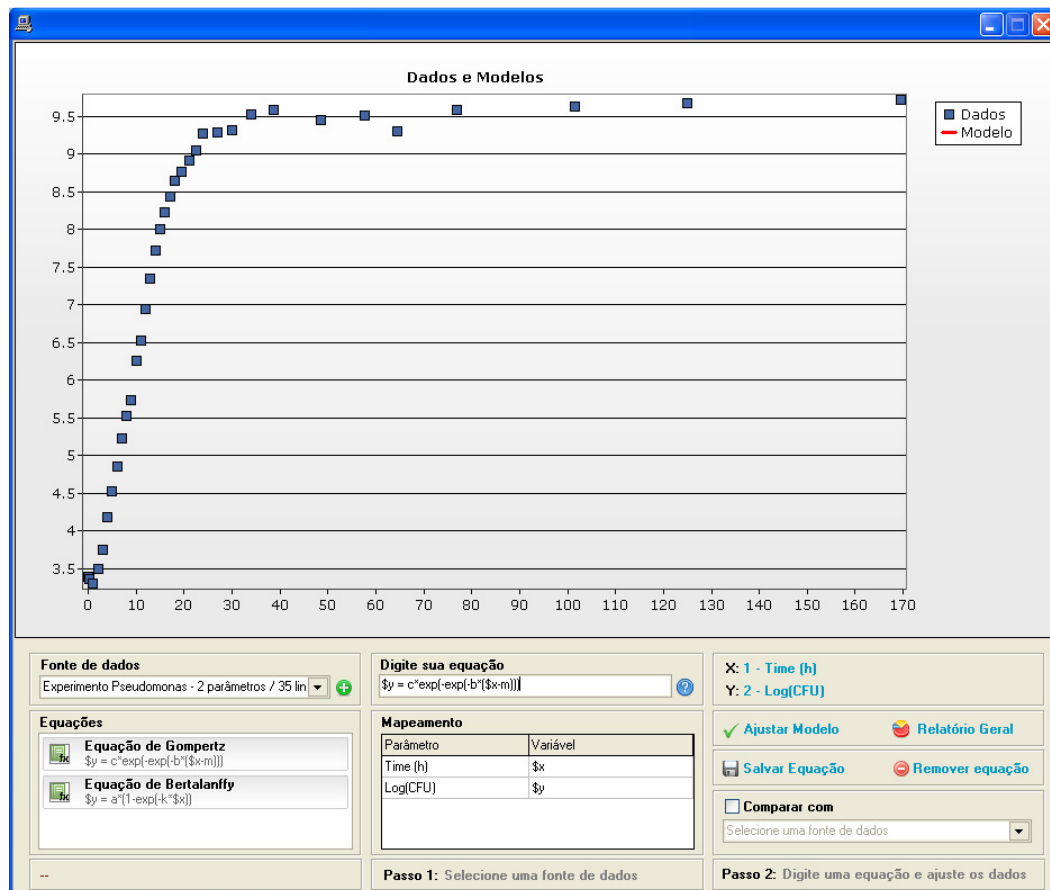 Dados e Modelos
9.5
9
8.5
8
7.5
7
6.5
6
5.5
5
4.5
4
3.5
0 10 20 30 40 50 60 70 80 90 100 110 120 130 140 150 160 170
Dados
Modelo
Fonte de dados
Experimento Pseudomonas - 2 parâmetros / 35 lin
Equações
Equação de Gompertz
$y = c*exp(-exp(-b*($x-m)))
Equação de Bertalanffy
$y = a*(1-exp(-k*$x))
--
Digite sua equação
$y = c*exp(-exp(-b*($x-m)))
Mapeamento
Parâmetro Variável
Time (h) $x
Log(CFU) $y
Passo 1: Selecione uma fonte de dados
X: 1 - Time (h)
Y: 2 - Log(CFU)
Ajustar Modelo Relatório Geral
Salvar Equação Remover equação
Comparar com
Selecione uma fonte de dados
Passo 2: Digite uma equação e ajuste os dados